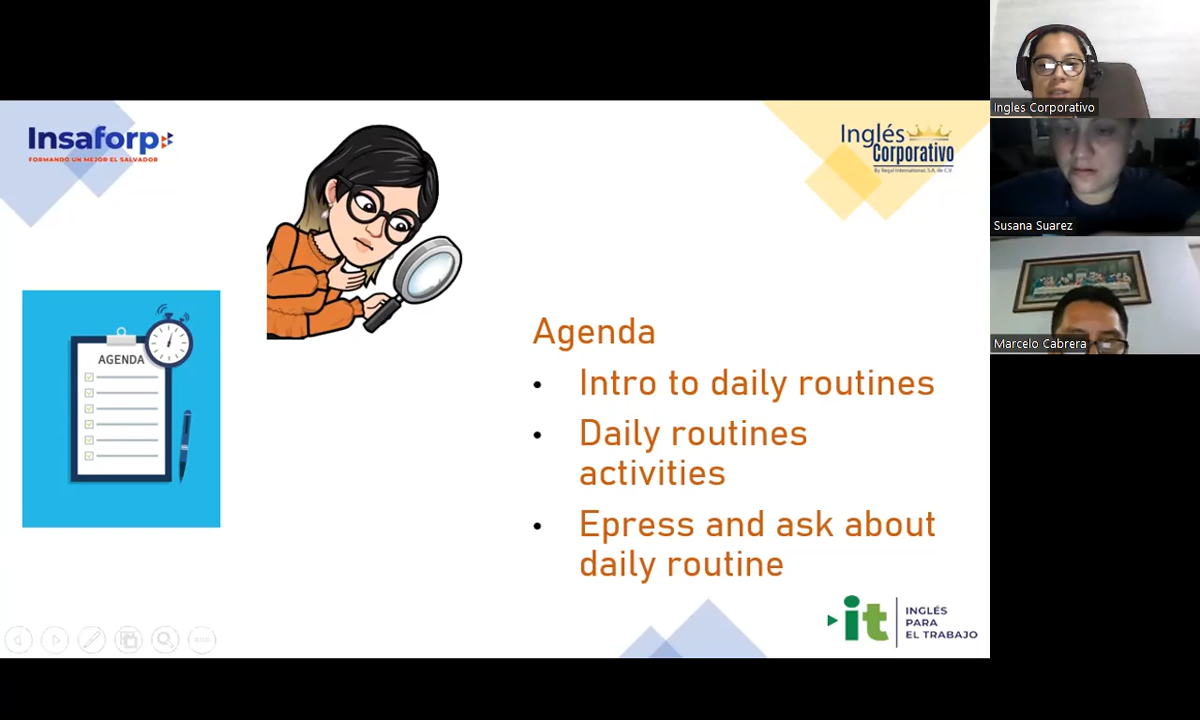 Insaforp
FORMANDO UN MEJOR EL SALVADOR
Inglés
Corporativo
By Regal International, S.A. de C.V.
AGENDA
Agenda
• Intro to daily routines
• Daily routines
activities
• Epress and ask about
daily routine
it
INGLÉS
PARA
EL TRABAJO
Ingles Corporativo
Susana Suarez
Marcelo Cabrera